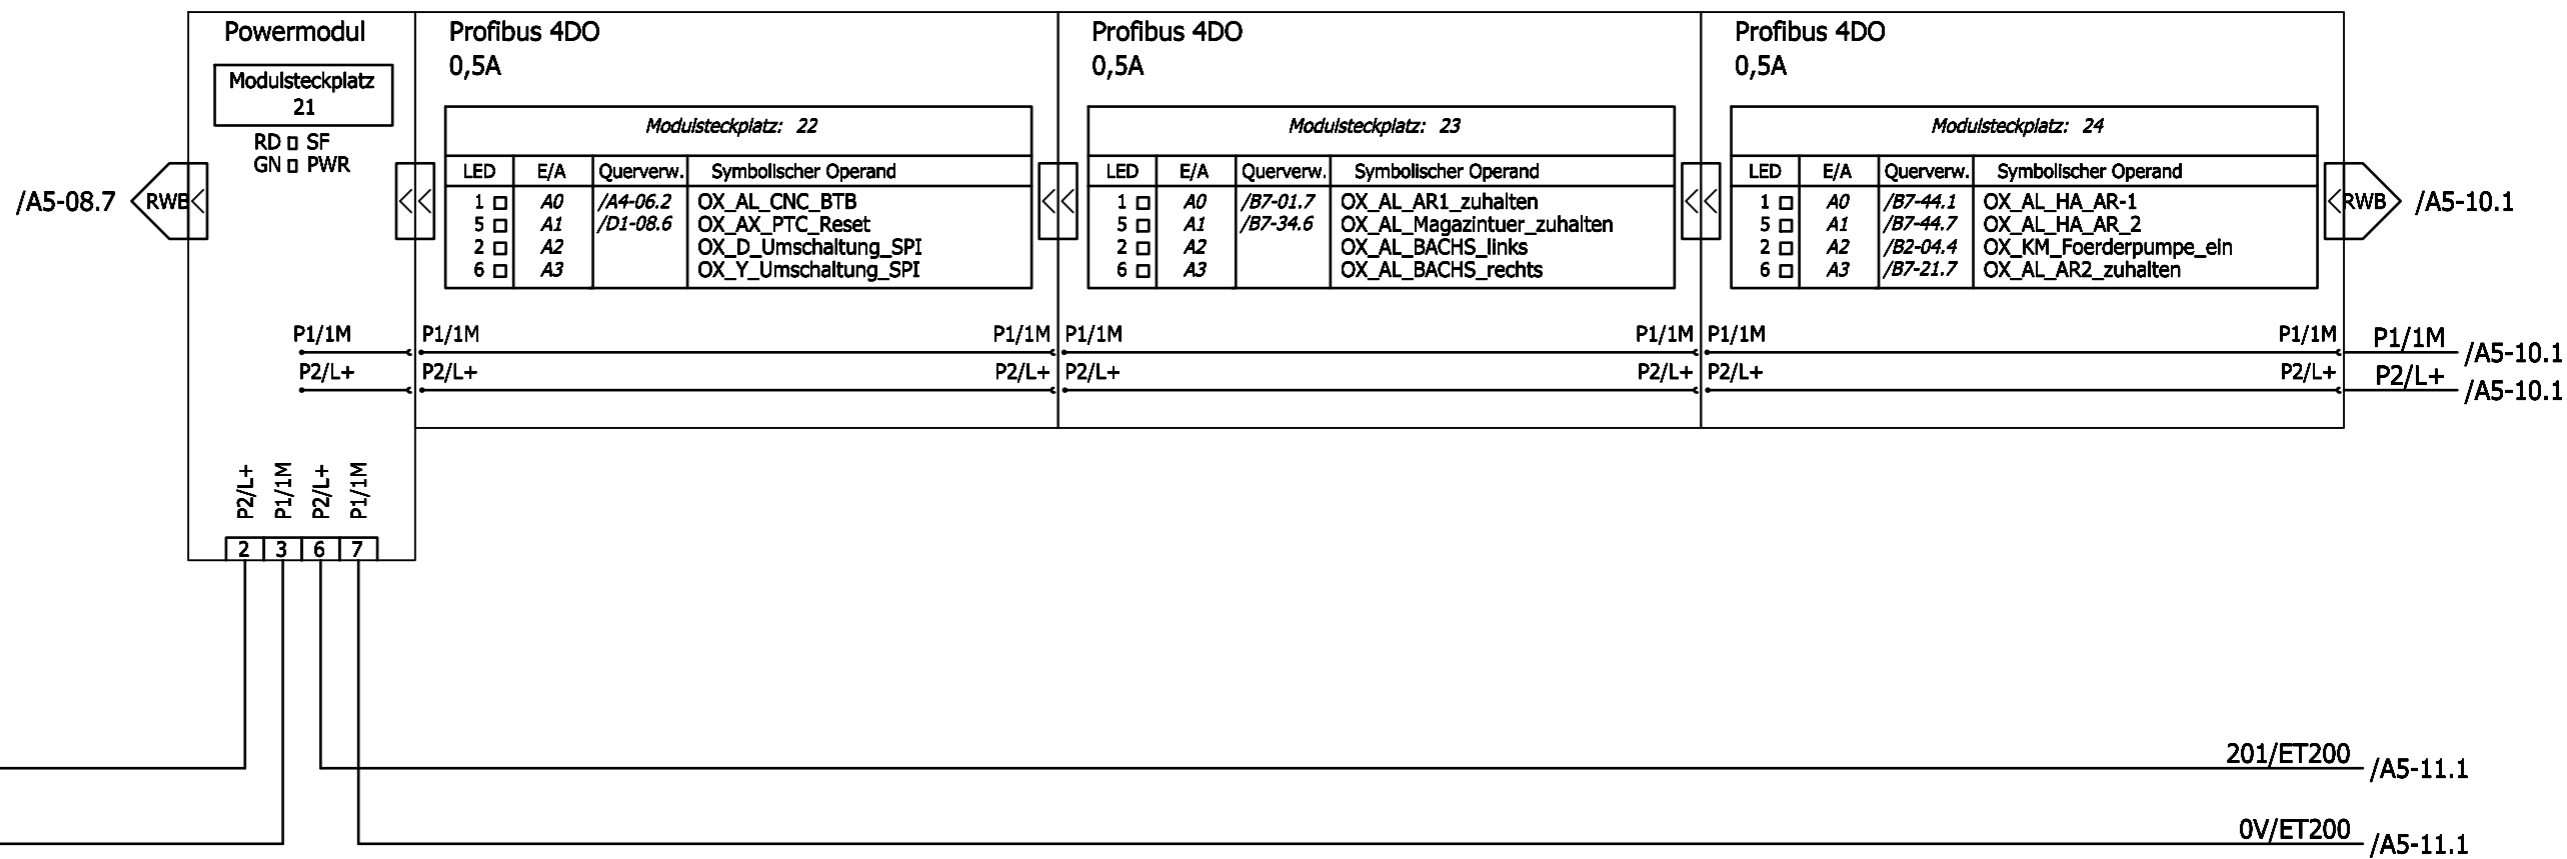 Powermodul
Modulsteckplatz
21
RD SF
GN PWR
/A5-08.7 RWB
Profibus 4DO
0,5A
Modulsteckplatz: 22
LED E/A Querverw. Symbolischer Operand
1 A0 /A4-06.2 OX_AL_CNC_BTB
5 A1 /D1-08.6 OX_AX_PTC_Reset
2 A2 OX_D_Umschaltung_SPI
6 A3 OX_Y_Umschaltung_SPI
Profibus 4DO
0,5A
Modulsteckplatz: 23
LED E/A Querverw. Symbolischer Operand
1 A0 /B7-01.7 OX_AL_AR1_zuhalten
5 A1 /B7-34.6 OX_AL_Magazintuer_zuhalten
2 A2 OX_AL_BACHS_links
6 A3 OX_AL_BACHS_rechts
Profibus 4DO
0,5A
Modulsteckplatz: 24
LED E/A Querverw. Symbolischer Operand
1 A0 /B7-44.1 OX_AL_HA_AR-1
5 A1 /B7-44.7 OX_AL_HA_AR_2
2 A2 /B2-04.4 OX_KM_Foerderpumpe_ein
6 A3 /B7-21.7 OX_AL_AR2_zuhalten
RWB /A5-10.1
P1/1M P1/1M P1/1M P1/1M P1/1M P1/1M P1/1M P1/1M /A5-10.1
P2/L+ P2/L+ P2/L+ P2/L+ P2/L+ P2/L+ P2/L+ P2/L+ /A5-10.1
P2/L+ P1/1M P2/L+ P1/1M
2 3 6 7
201/ET200 /A5-11.1
0V/ET200 /A5-11.1